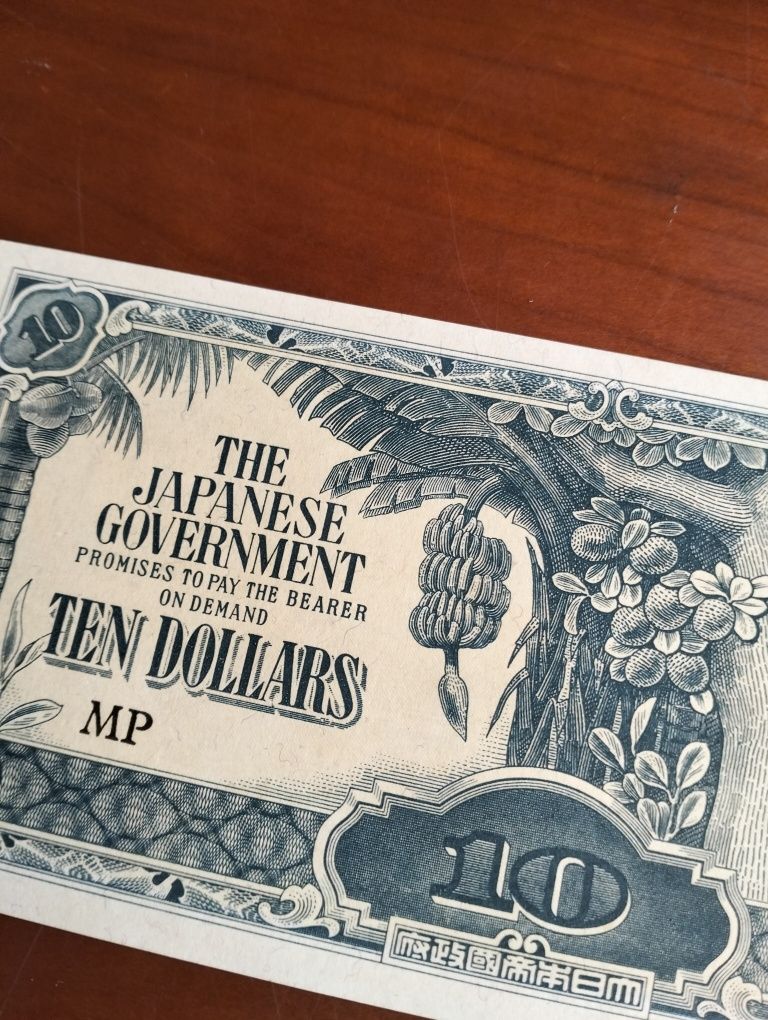 10
THE
JAPANESE
GOVERNMENT
PROMISES TO PAY THE BEARER
ON DEMAND
TEN DOLLARS
MP
10
府政國帝本日大